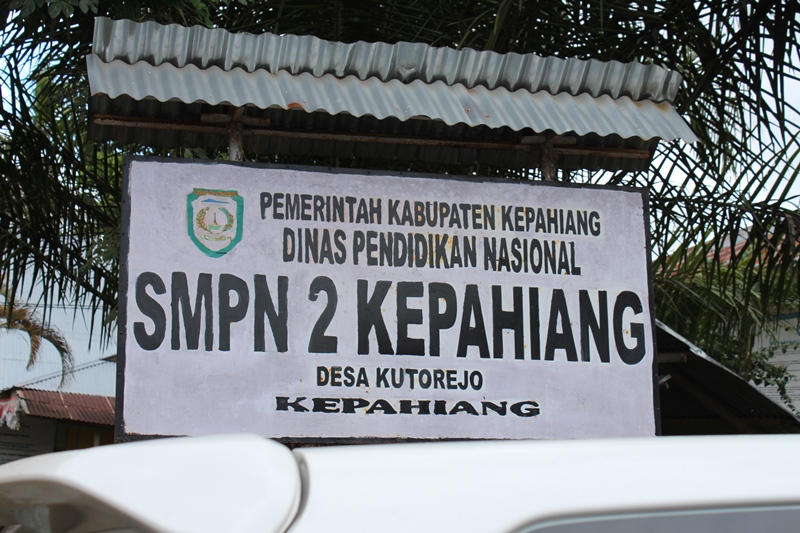 PEMERINTAH KABUPATEN KEPAHIANG
DINAS PENDIDIKAN NASIONAL
SMPN 2 KEPAHIANG
DESA KUTOREJO
KEPAHIANG